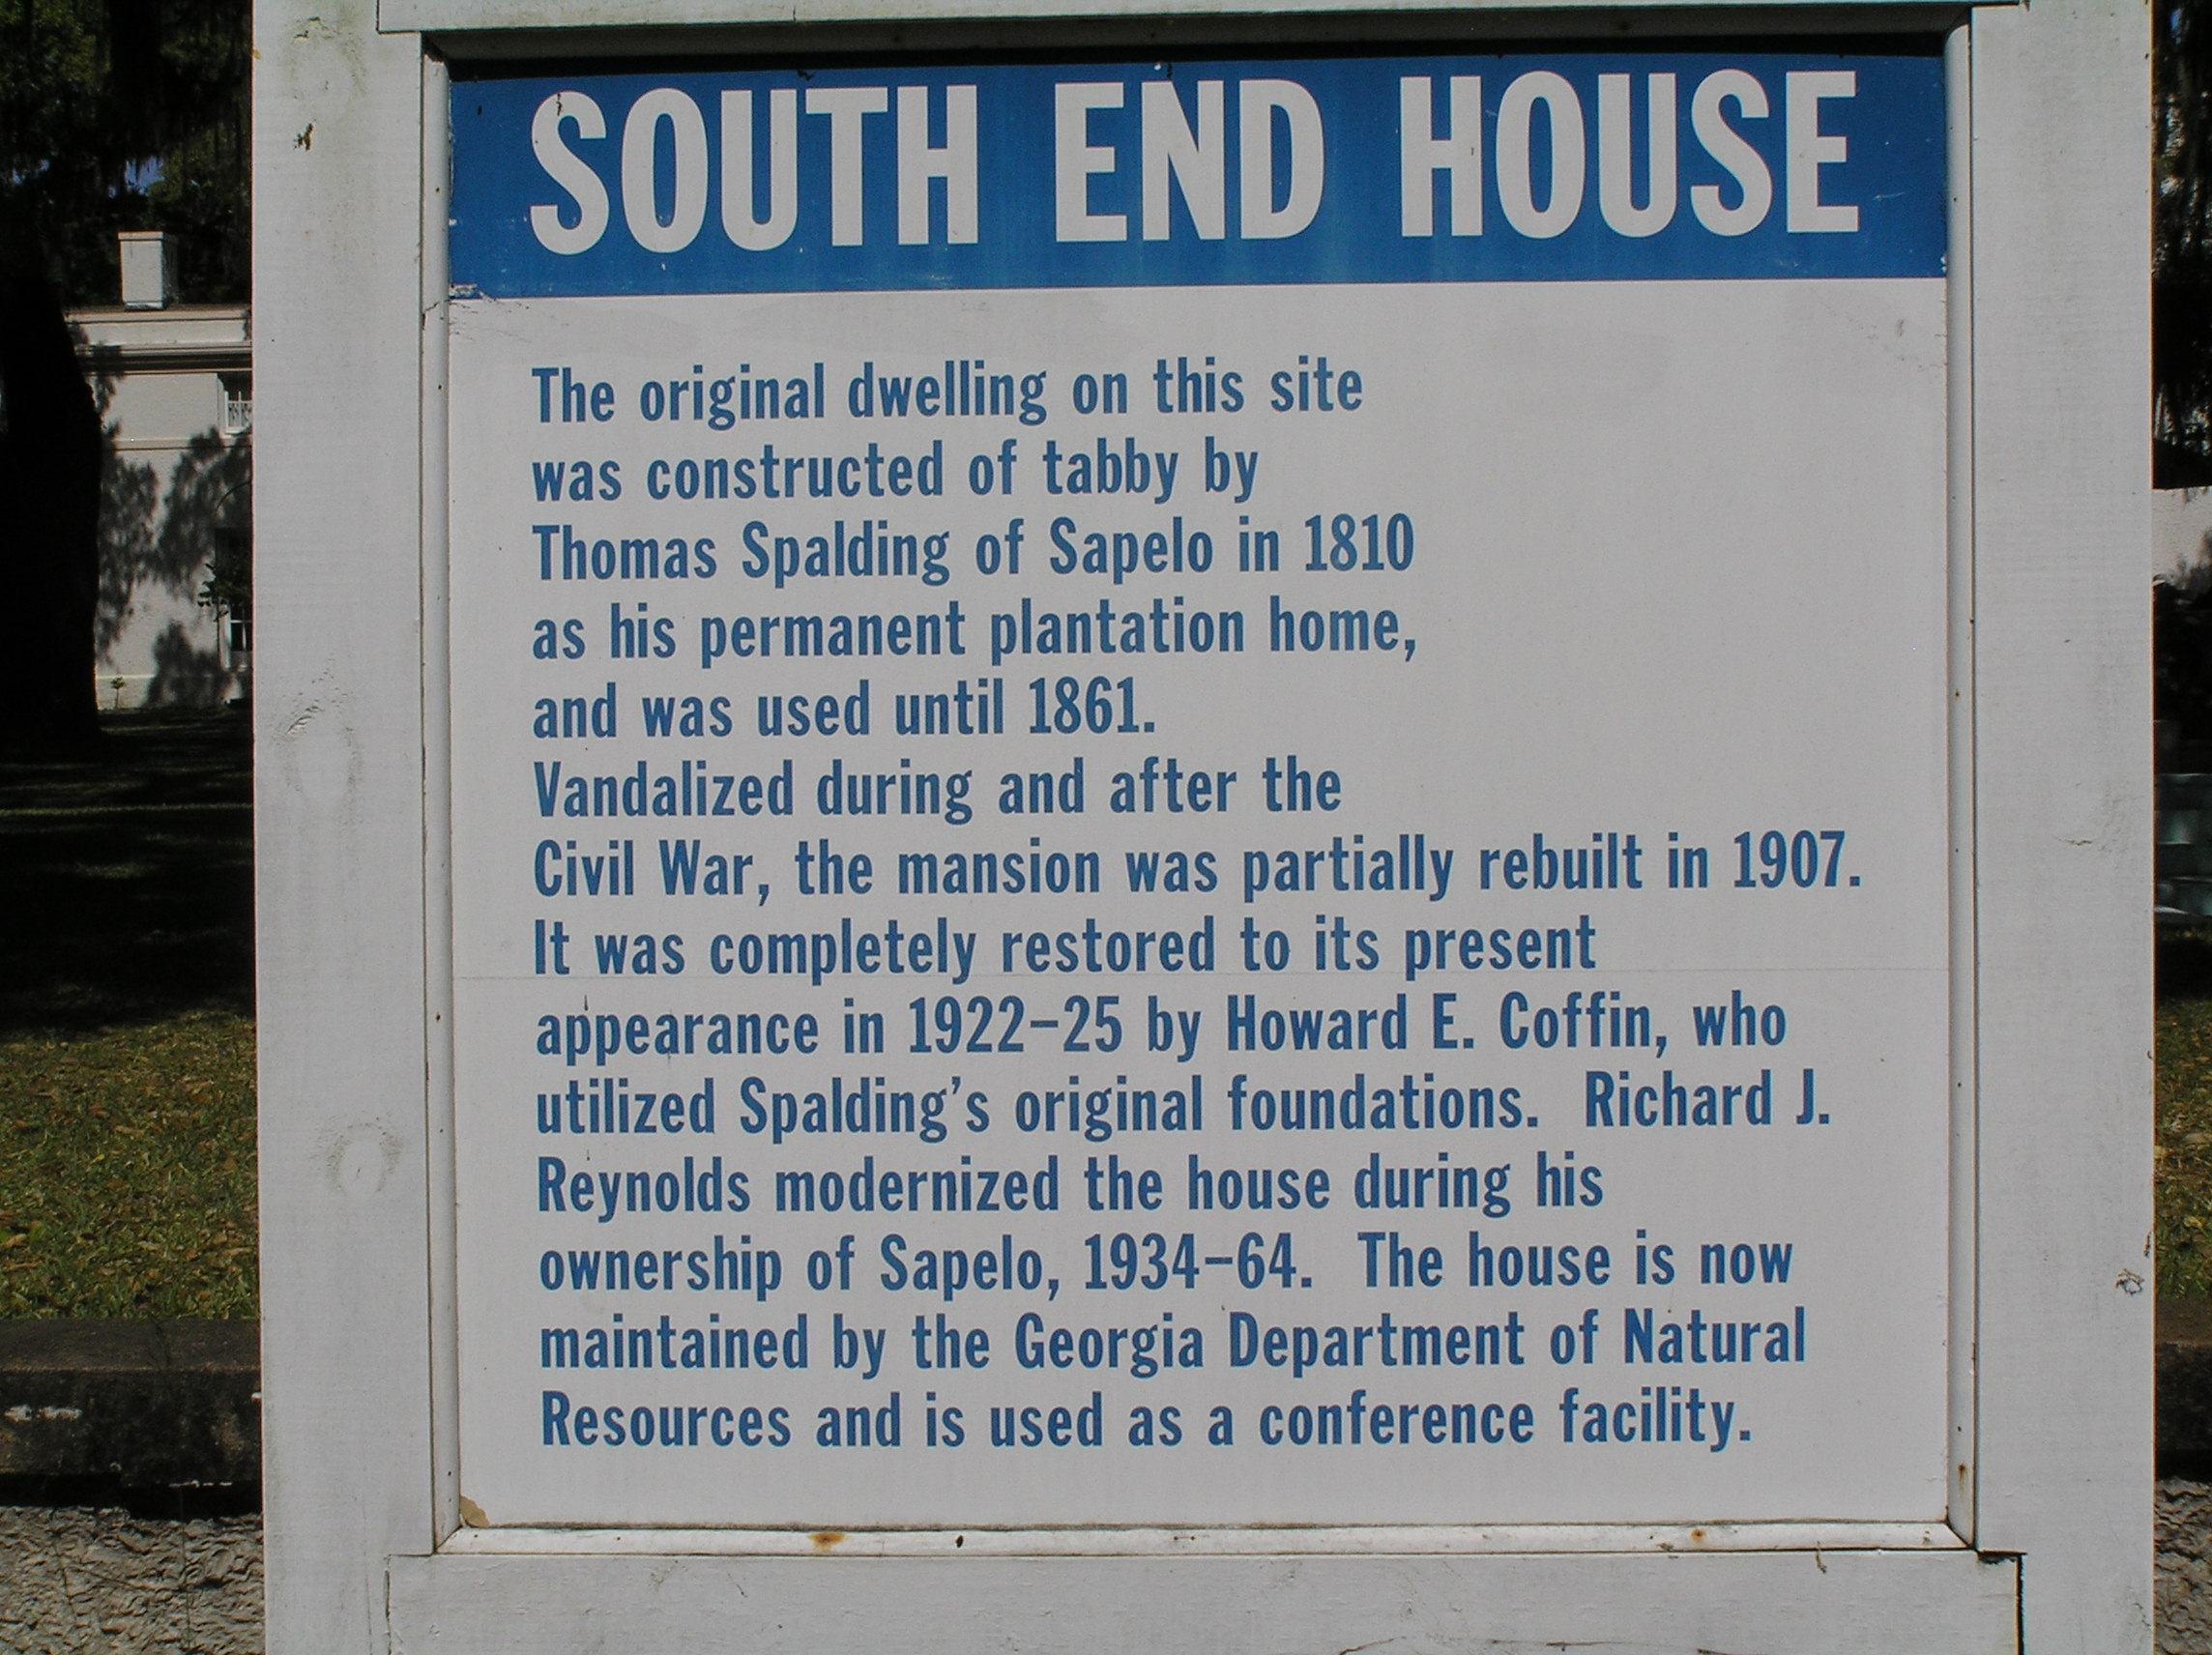 SOUTH END HOUSE
The original dwelling on this site
was constructed of tabby by
Thomas Spalding of Sapelo in 1810
as his permanent plantation home,
and was used until 1861.
Vandalized during and after the
Civil War, the mansion was partially rebuilt in 1907.
It was completely restored to its present
appearance in 1922–25 by Howard E. Coffin, who
utilized Spalding's original foundations. Richard J.
Reynolds modernized the house during his
ownership of Sapelo, 1934–64. The house is now
maintained by the Georgia Department of Natural
Resources and is used as a conference facility.